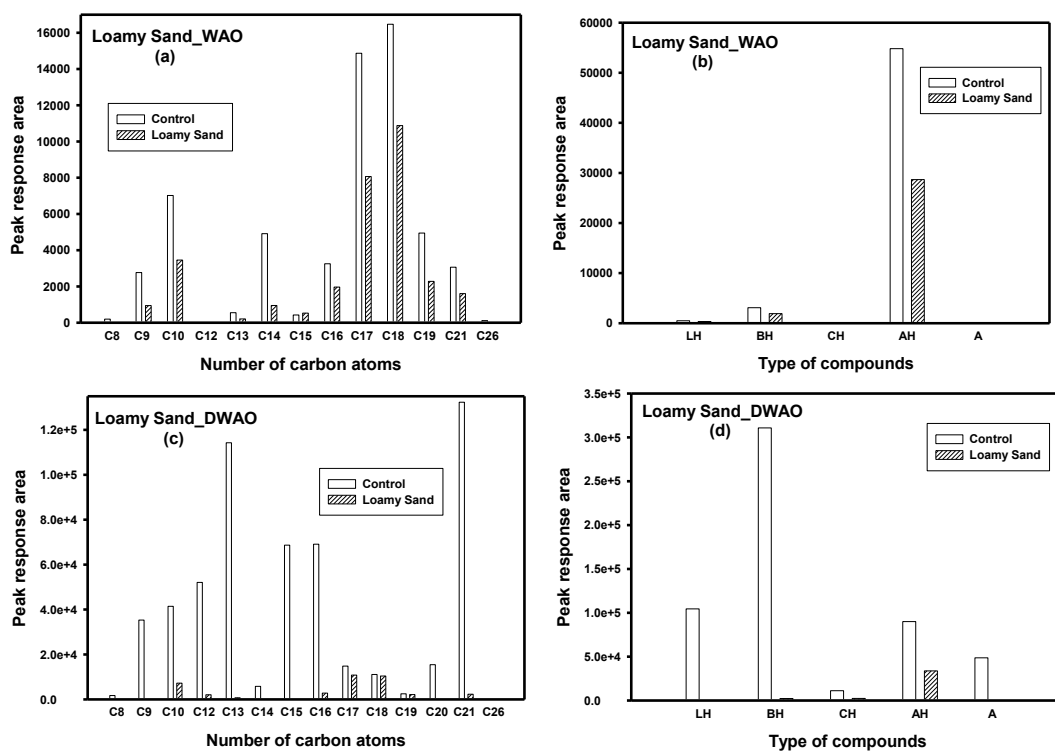 Loamy Sand_WAO
(a)
Control
Loamy Sand
Peak response area
16000
14000
12000
10000
8000
6000
4000
2000
0
C8 C9 C10 C12 C13 C14 C15 C16 C17 C18 C19 C21 C26
Number of carbon atoms
Loamy Sand_WAO
(b)
Control
Loamy Sand
Peak response area
60000
50000
40000
30000
20000
10000
0
LH BH CH AH A
Type of compounds
Loamy Sand_DWAO
(c)
Control
Loamy Sand
Peak response area
1.2e+5
1.0e+5
8.0e+4
6.0e+4
4.0e+4
2.0e+4
0.0
C8 C9 C10 C12 C13 C14 C15 C16 C17 C18 C19 C20 C21 C26
Number of carbon atoms
Loamy Sand_DWAO
(d)
Control
Loamy Sand
Peak response area
3.5e+5
3.0e+5
2.5e+5
2.0e+5
1.5e+5
1.0e+5
5.0e+4
0.0
LH BH CH AH A
Type of compounds